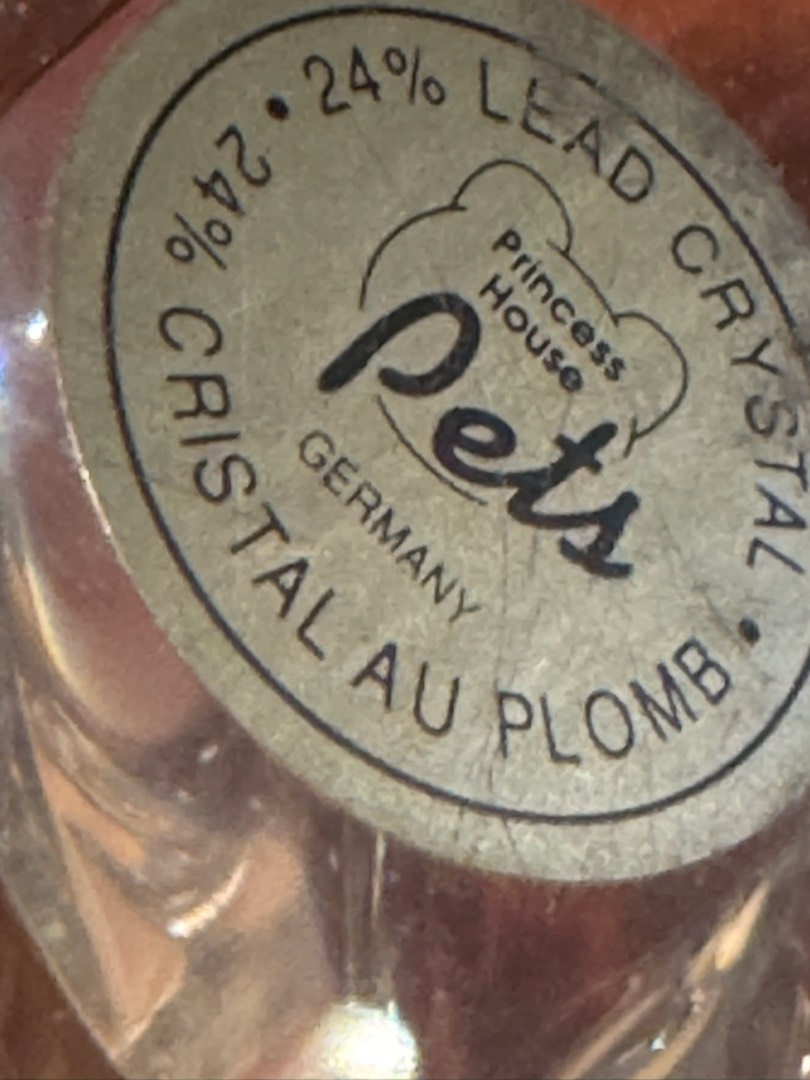 • 24% LEAD CRYSTAL •
Princess
House
Pets
GERMANY
24% CRISTAL AU PLOMB